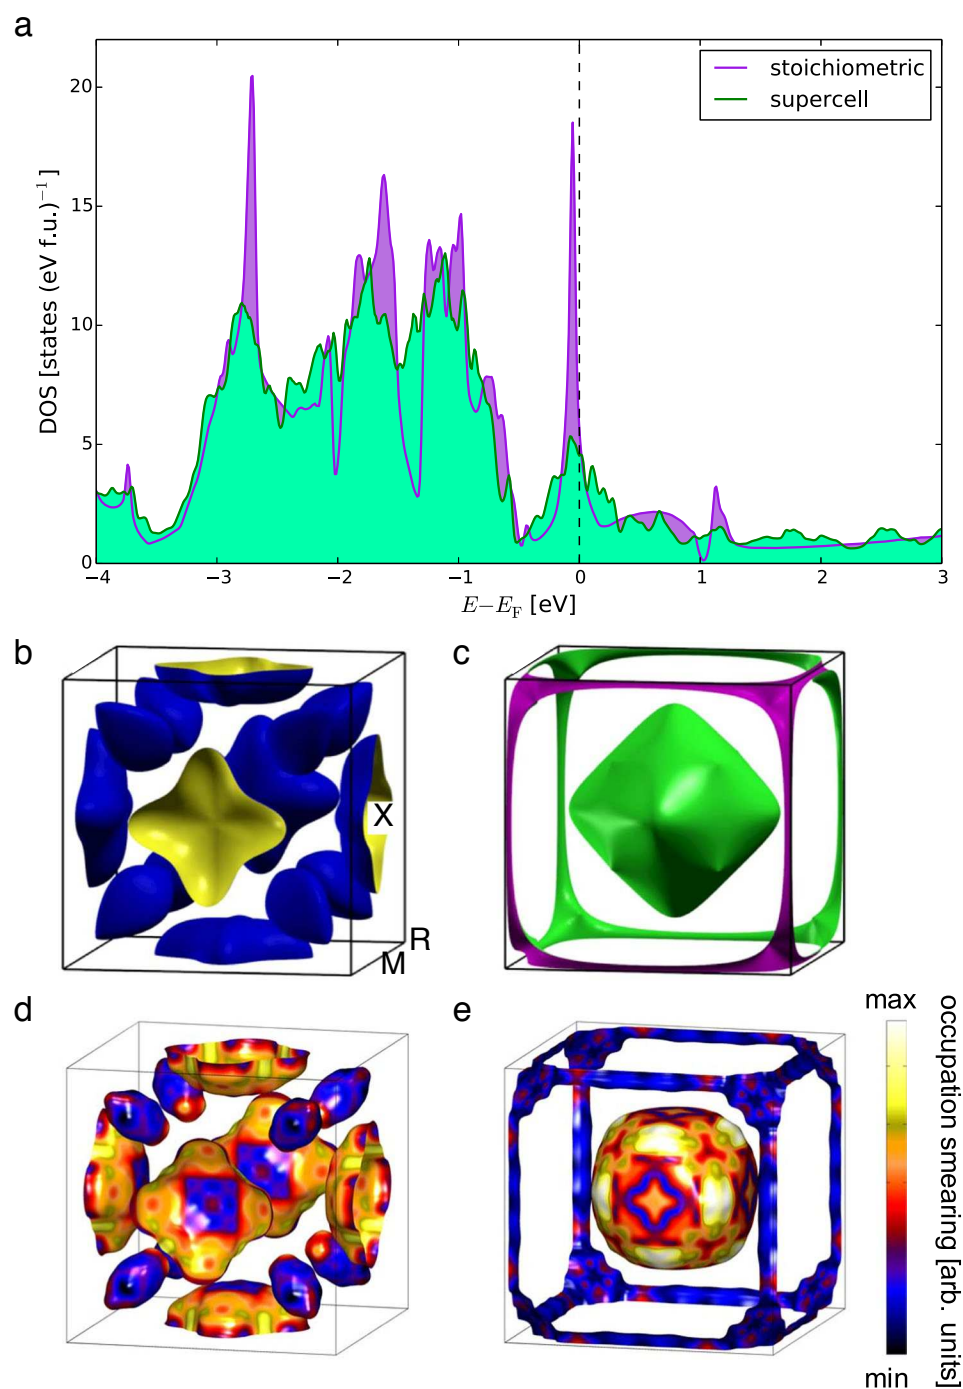 a
stoichiometric
supercell
DOS [states (eV f.u.)⁻¹]
20
15
10
5
0
−4 −3 −2 −1 0 1 2 3
E−E_F [eV]
b
c
X
R
M
d
e
max
occupation smearing [arb. units]
min